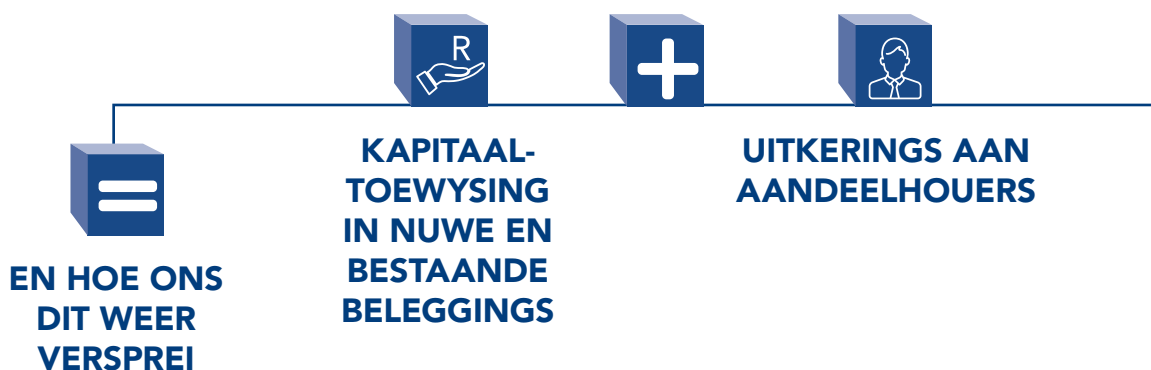 R
EN HOE ONS
DIT WEER
VERSPREI
KAPITAAL-
TOEWYSING
IN NUWE EN
BESTAANDE
BELEGGINGS
UITKERINGS AAN
AANDEELHOUERS